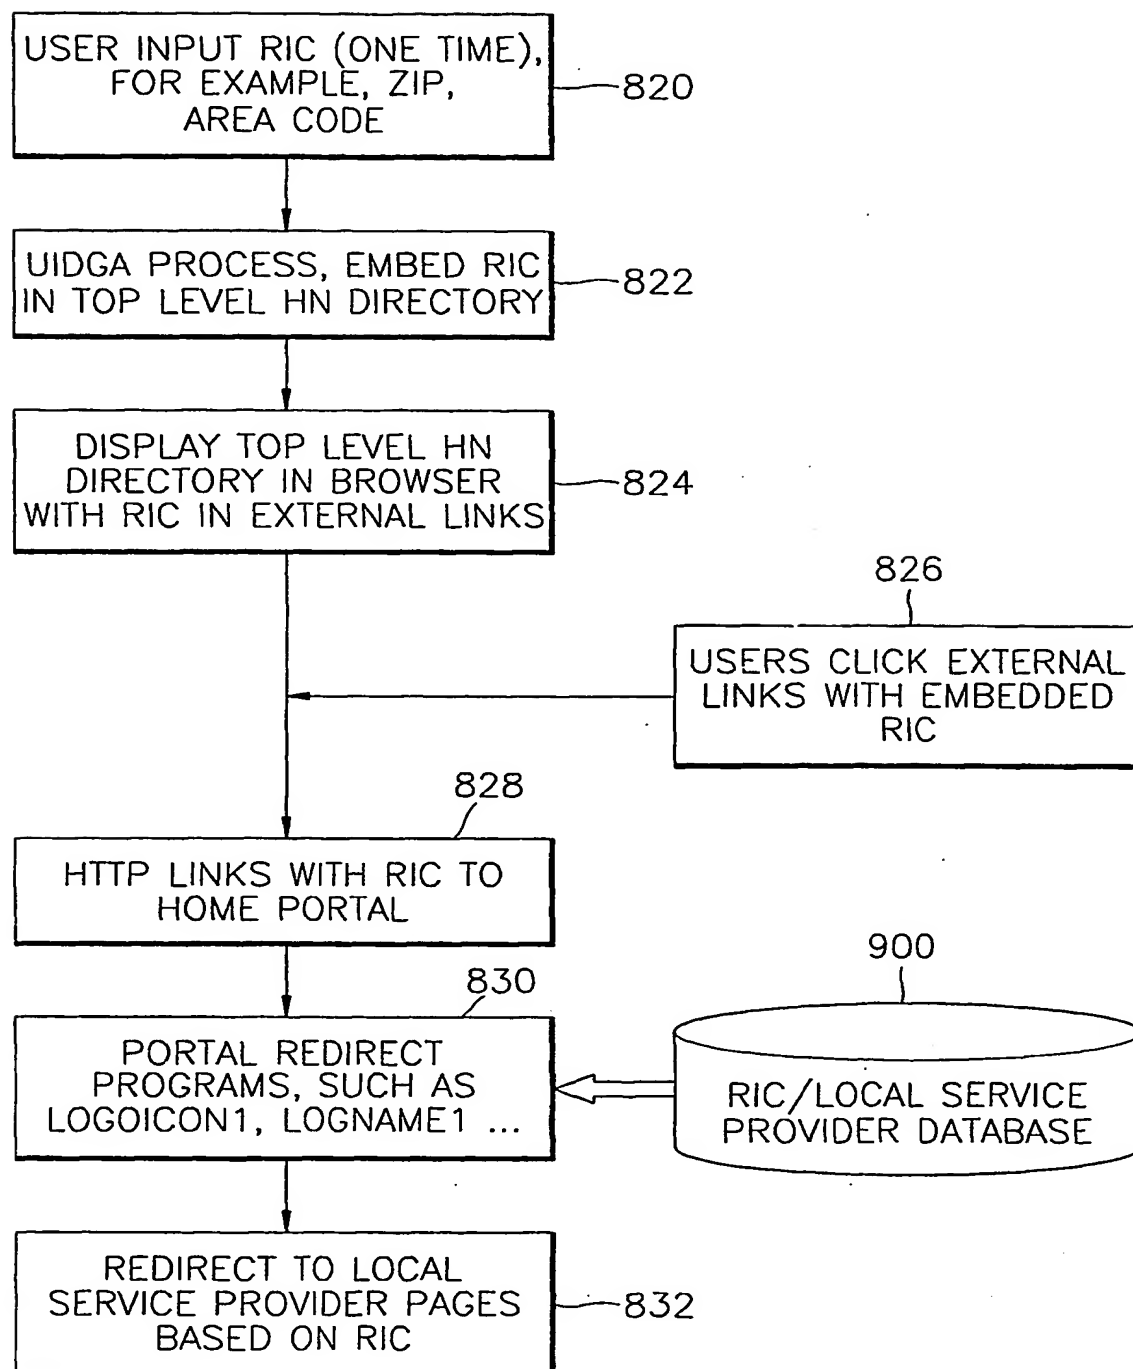 USER INPUT RIC (ONE TIME),
FOR EXAMPLE, ZIP,
AREA CODE
820
UIDGA PROCESS, EMBED RIC
IN TOP LEVEL HN DIRECTORY
822
DISPLAY TOP LEVEL HN
DIRECTORY IN BROWSER
WITH RIC IN EXTERNAL LINKS
824
826
USERS CLICK EXTERNAL
LINKS WITH EMBEDDED
RIC
828
HTTP LINKS WITH RIC TO
HOME PORTAL
830
PORTAL REDIRECT
PROGRAMS, SUCH AS
LOGOICON1, LOGNAME1 ...
900
RIC/LOCAL SERVICE
PROVIDER DATABASE
REDIRECT TO LOCAL
SERVICE PROVIDER PAGES
BASED ON RIC
832